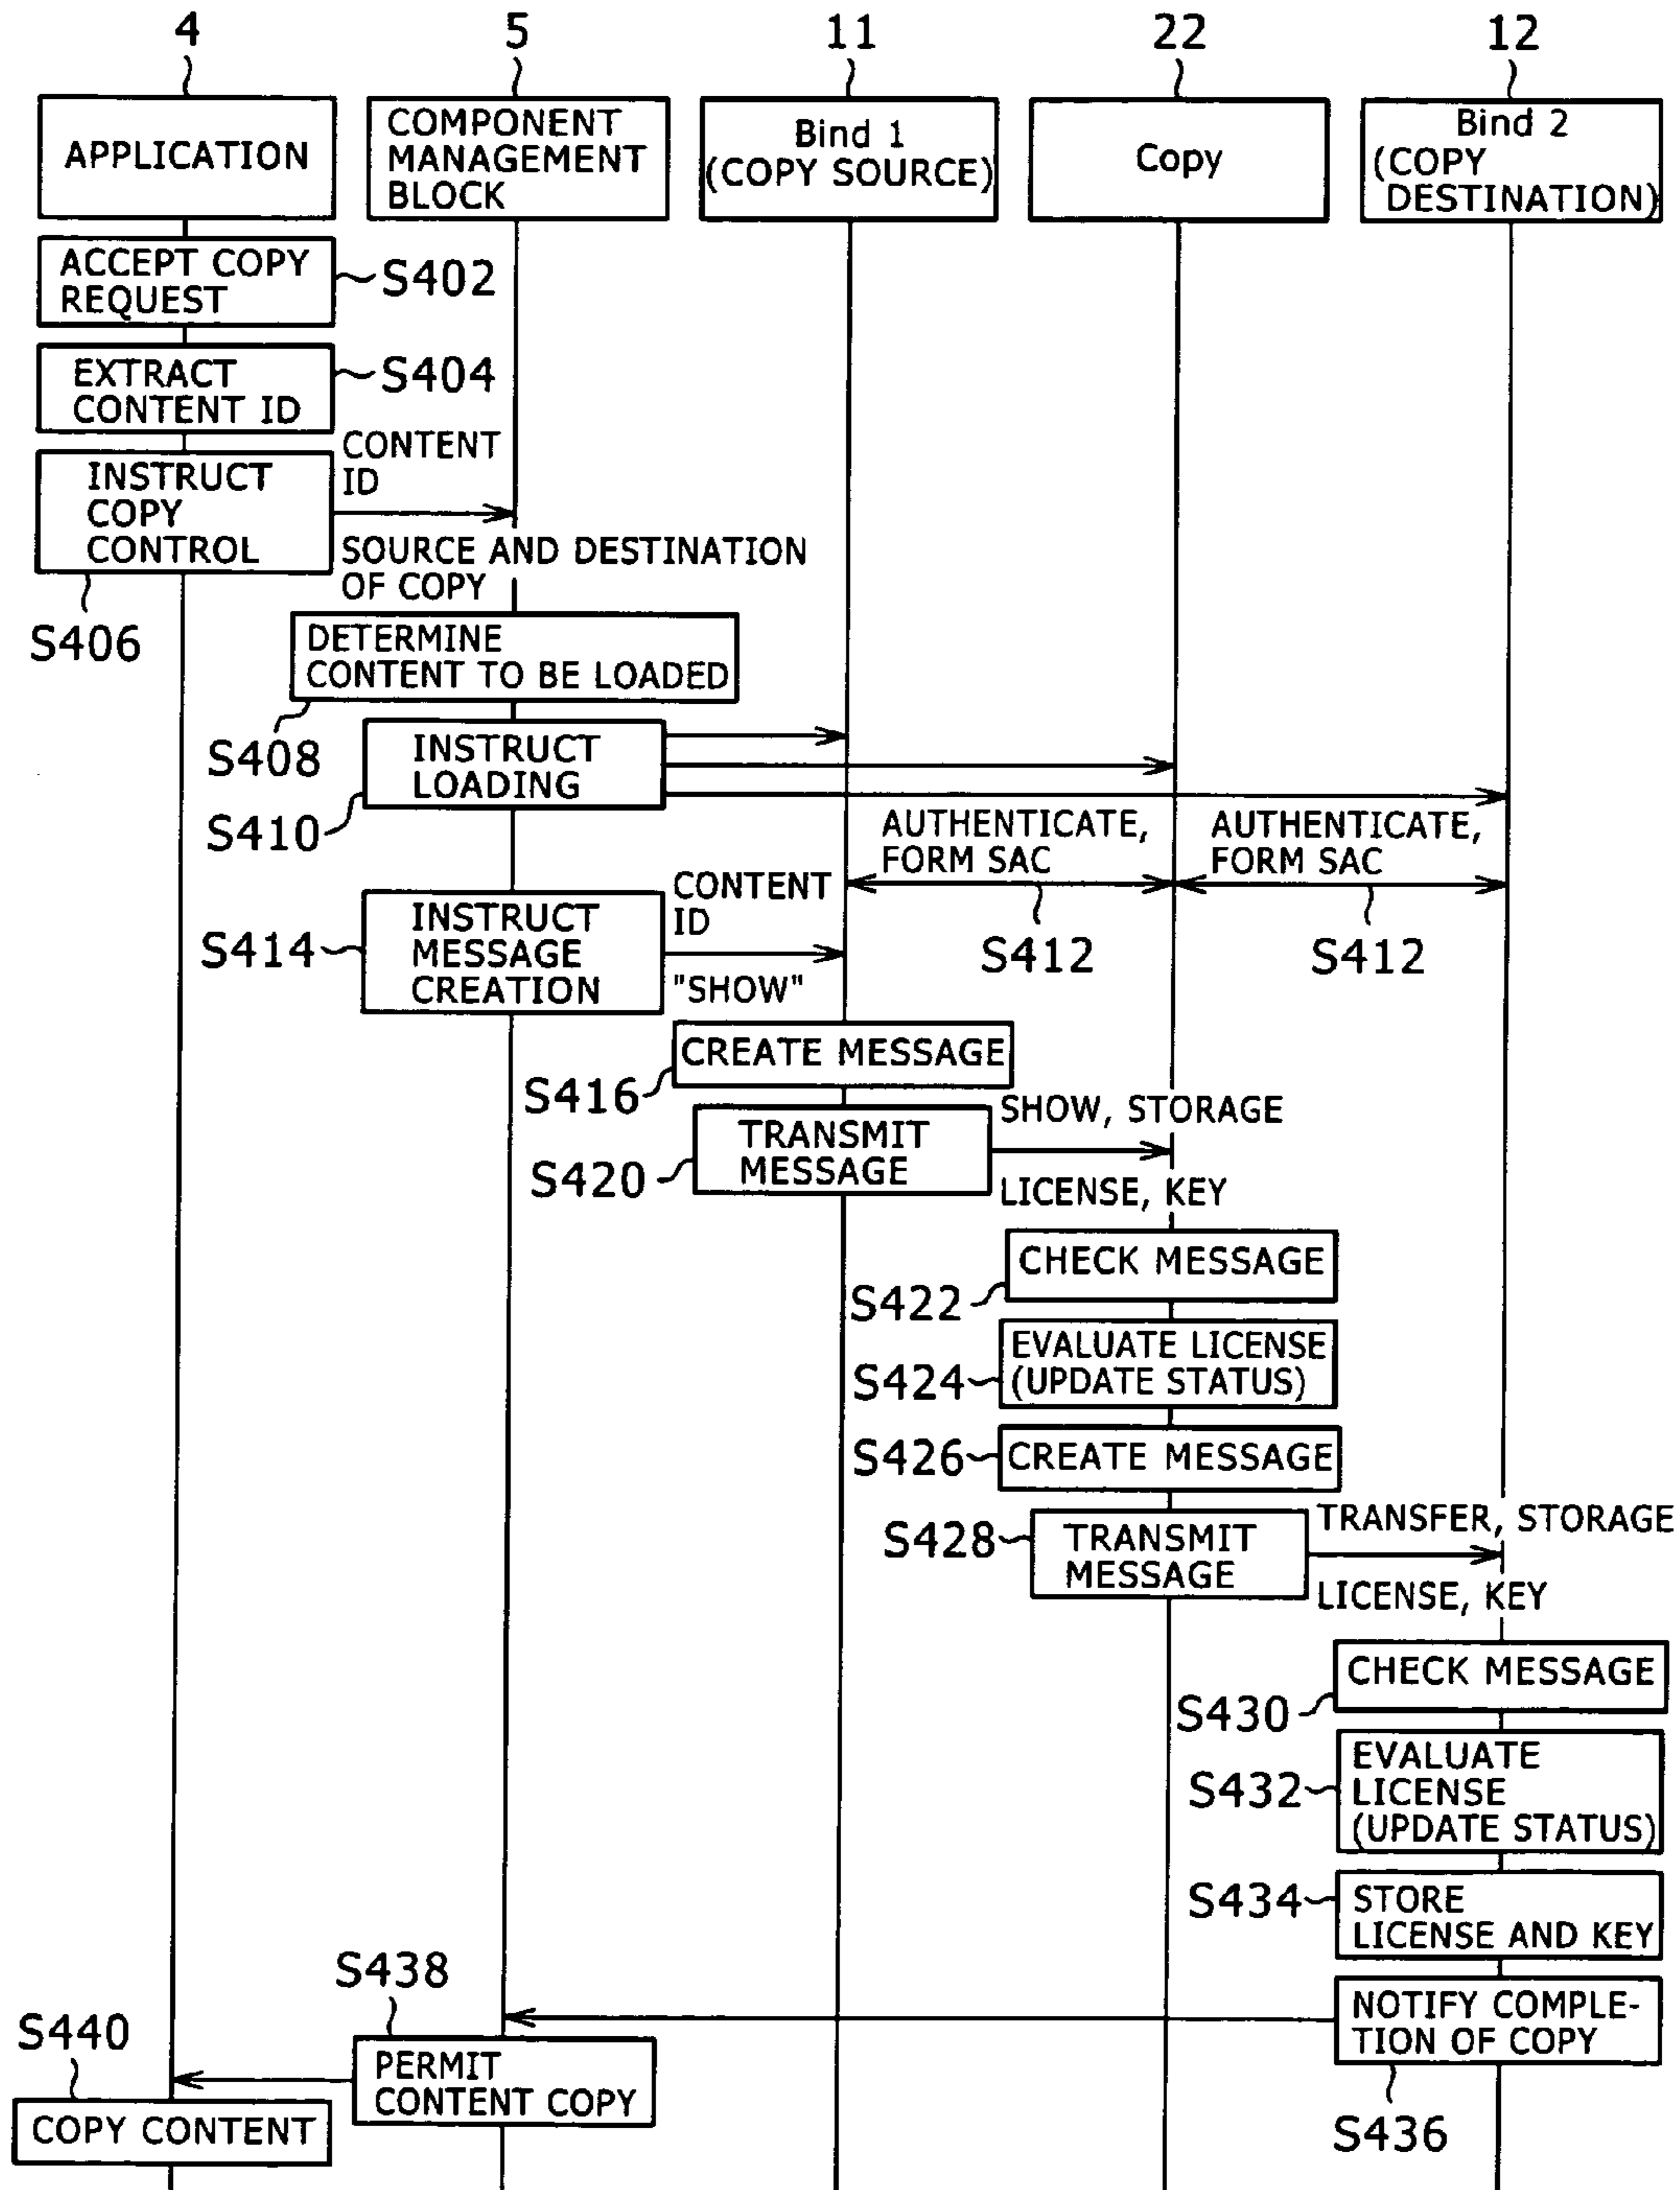 4
5
11
22
12
APPLICATION
COMPONENT
MANAGEMENT
BLOCK
Bind 1
(COPY SOURCE)
Copy
Bind 2
(COPY
DESTINATION)
ACCEPT COPY
REQUEST
S402
EXTRACT
CONTENT ID
S404
INSTRUCT
COPY
CONTROL
S406
CONTENT
ID
SOURCE AND DESTINATION
OF COPY
DETERMINE
CONTENT TO BE LOADED
S408
INSTRUCT
LOADING
S410
AUTHENTICATE,
FORM SAC
S412
AUTHENTICATE,
FORM SAC
S412
S414
INSTRUCT
MESSAGE
CREATION
CONTENT
ID
"SHOW"
CREATE MESSAGE
S416
TRANSMIT
MESSAGE
S420
SHOW, STORAGE
LICENSE, KEY
CHECK MESSAGE
S422
EVALUATE LICENSE
(UPDATE STATUS)
S424
S426
CREATE MESSAGE
S428
TRANSMIT
MESSAGE
TRANSFER, STORAGE
LICENSE, KEY
CHECK MESSAGE
S430
EVALUATE
LICENSE
(UPDATE STATUS)
S432
S434
STORE
LICENSE AND KEY
NOTIFY COMPLE-
TION OF COPY
S436
S438
PERMIT
CONTENT COPY
S440
COPY CONTENT